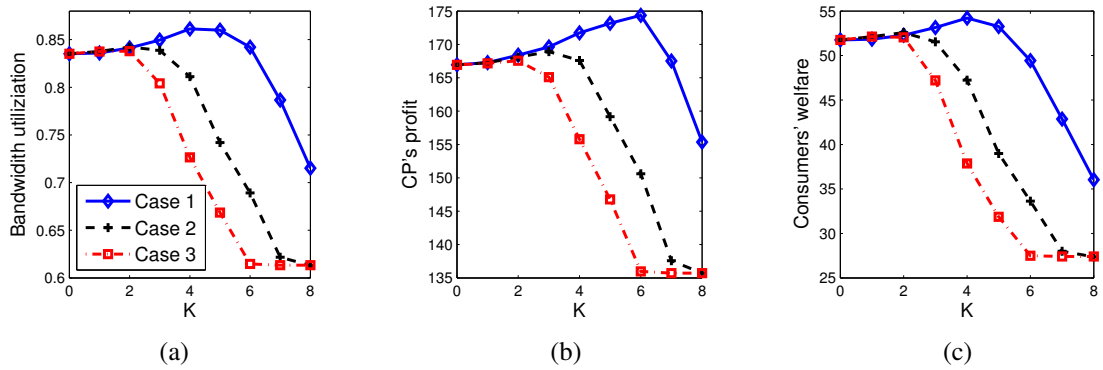 Bandwidith utiliziation
0.85
0.8
0.75
0.7
0.65
0.6
0 2 4 6 8
K
Case 1
Case 2
Case 3
(a)
CP's profit
175
170
165
160
155
150
145
140
135
0 2 4 6 8
K
(b)
Consumers' welfare
55
50
45
40
35
30
25
0 2 4 6 8
K
(c)